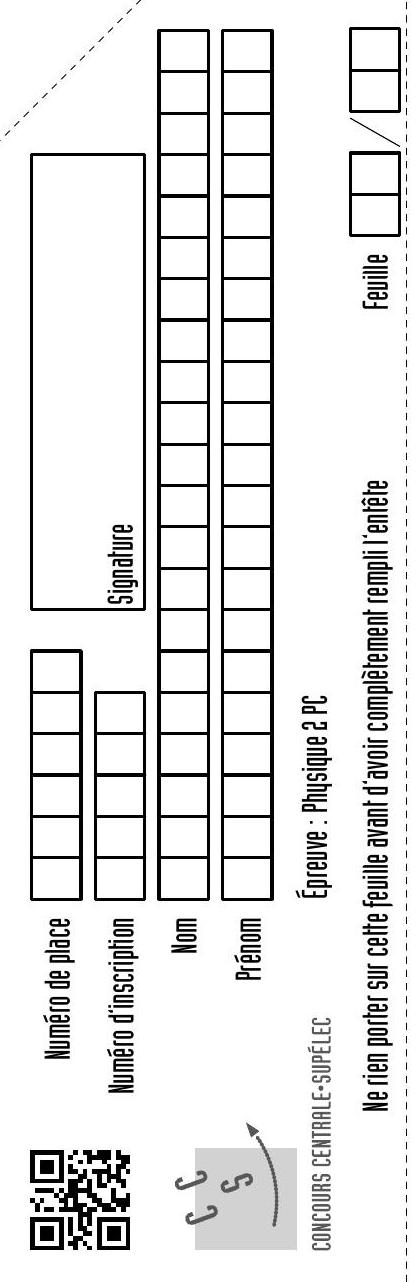 Numéro de place
Numéro d'inscription
Signature
Nom
Prénom
CONCOURS CENTRALE•SUPÉLEC
Épreuve : Physique 2 PC
Ne rien porter sur cette feuille avant d'avoir complètement rempli l'entête
Feuille /